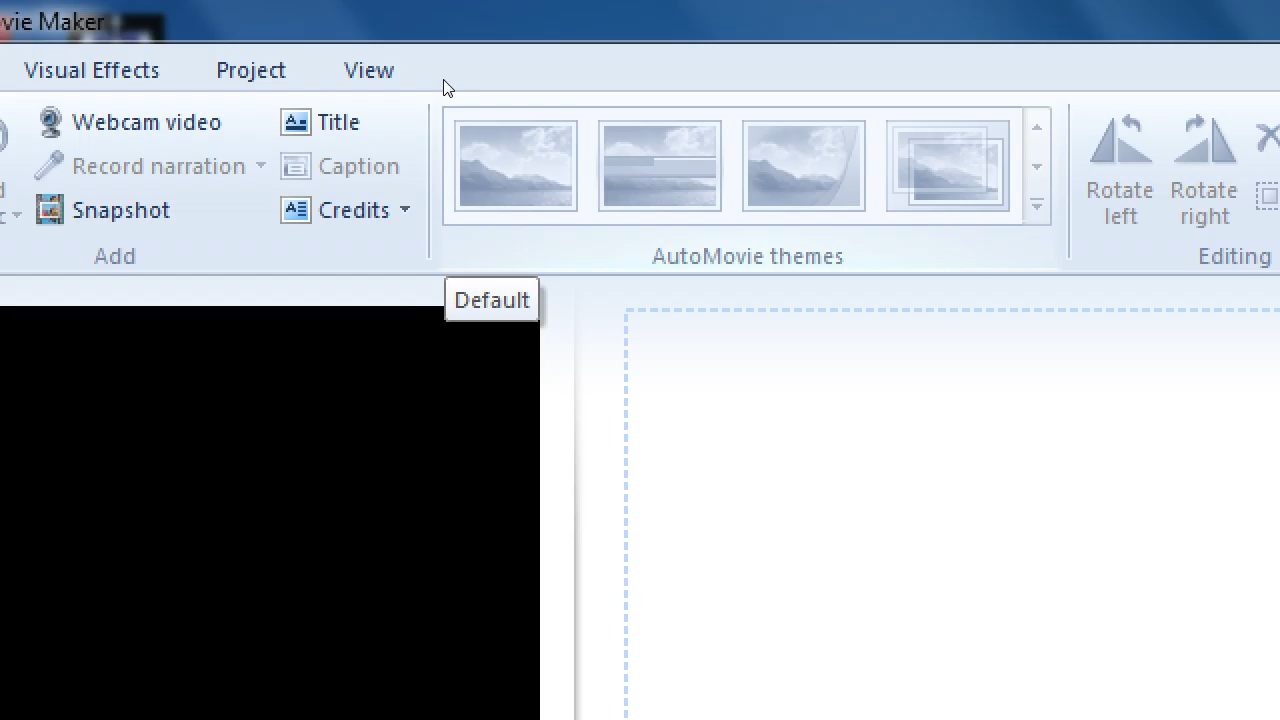 vie Maker
Visual Effects Project View
Webcam video Title
Record narration Caption
Snapshot Credits
Rotate left
Rotate right
Add AutoMovie themes Editing
Default